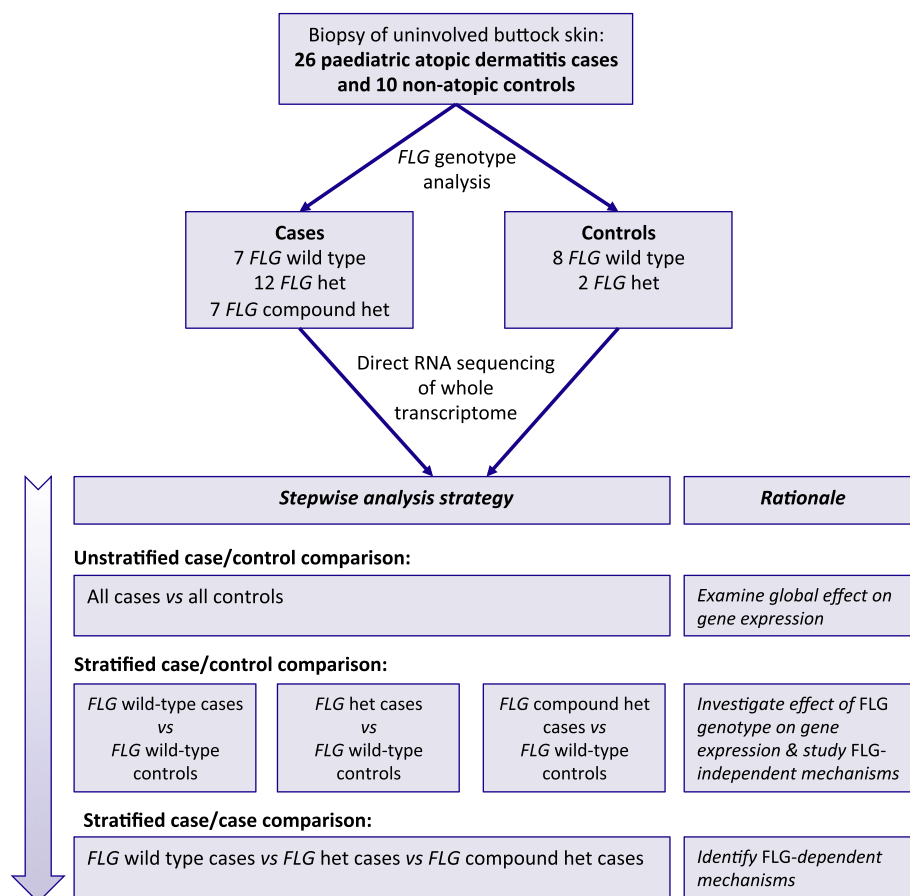 Biopsy of uninvolved buttock skin:
26 paediatric atopic dermatitis cases
and 10 non-atopic controls
FLG genotype
analysis
Cases
7 FLG wild type
12 FLG het
7 FLG compound het
Controls
8 FLG wild type
2 FLG het
Direct RNA sequencing
of whole
transcriptome
Stepwise analysis strategy
Rationale
Unstratified case/control comparison:
All cases vs all controls
Examine global effect on
gene expression
Stratified case/control comparison:
FLG wild-type cases
vs
FLG wild-type
controls
FLG het cases
vs
FLG wild-type
controls
FLG compound het
cases vs
FLG wild-type
controls
Investigate effect of FLG
genotype on gene
expression & study FLG-
independent mechanisms
Stratified case/case comparison:
FLG wild type cases vs FLG het cases vs FLG compound het cases
Identify FLG-dependent
mechanisms